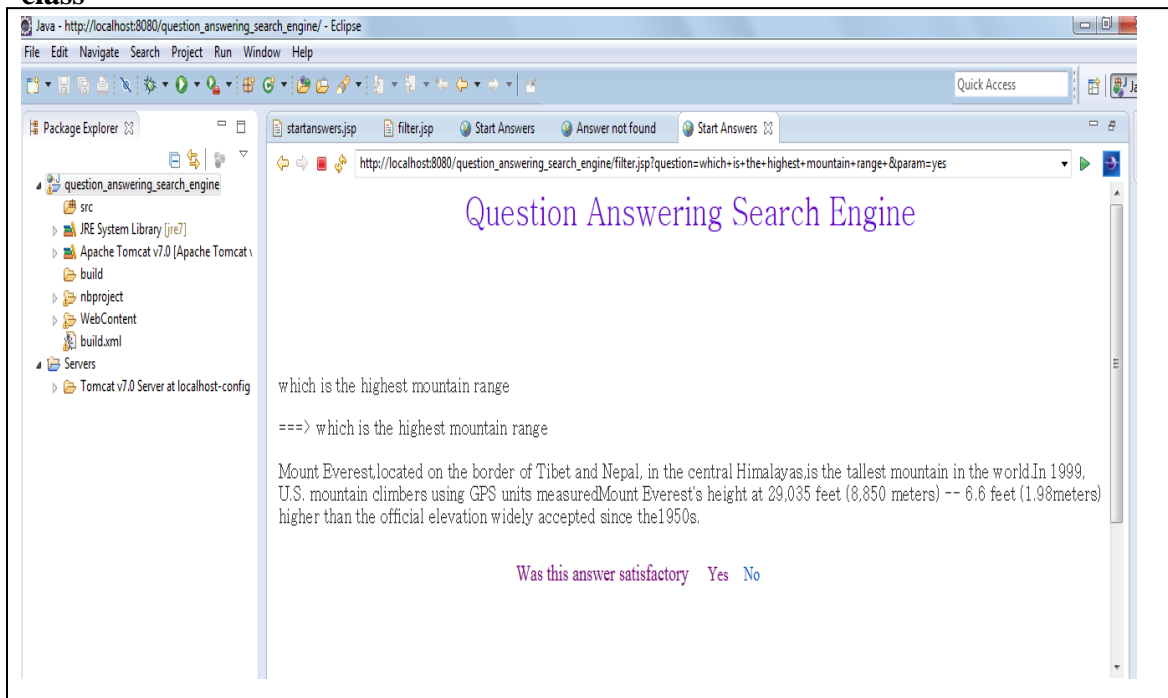 class
Java - http://localhost:8080/question_answering_search_engine/ - Eclipse
File Edit Navigate Search Project Run Window Help
Quick Access
Package Explorer
startanswers.jsp filter.jsp Start Answers Answer not found Start Answers
http://localhost:8080/question_answering_search_engine/filter.jsp?question=which+is+the+highest+mountain+range+&param=yes
question_answering_search_engine
src
JRE System Library [jre7]
Apache Tomcat v7.0 [Apache Tomcat v
build
nbproject
WebContent
build.xml
Servers
Tomcat v7.0 Server at localhost-config
Question Answering Search Engine
which is the highest mountain range
===> which is the highest mountain range
Mount Everest,located on the border of Tibet and Nepal, in the central Himalayas,is the tallest mountain in the world.In 1999,
U.S. mountain climbers using GPS units measuredMount Everest's height at 29,035 feet (8,850 meters) -- 6.6 feet (1.98meters)
higher than the official elevation widely accepted since the1950s.
Was this answer satisfactory Yes No